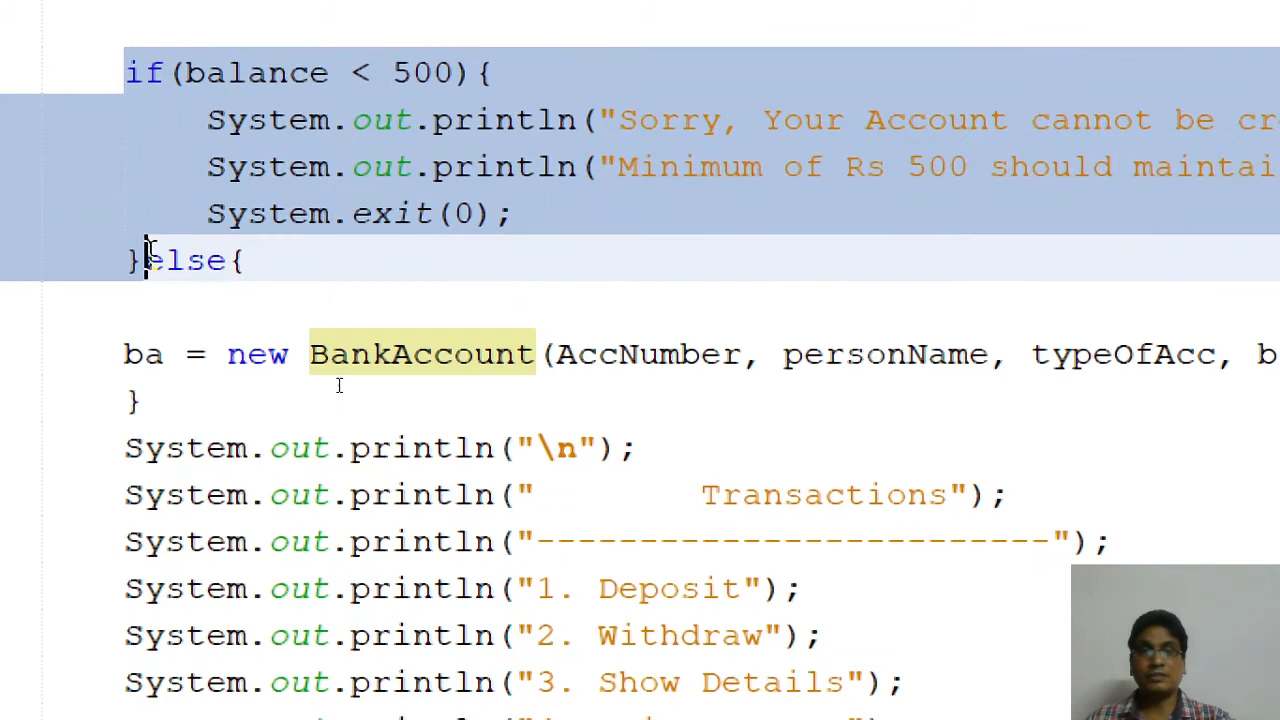 if(balance < 500){
System.out.println("Sorry, Your Account cannot be
System.out.println("Minimum of Rs 500 should
System.exit(0);
}else{
ba = new BankAccount(AccNumber, personName, typeOfAcc,
}
System.out.println("\n");
System.out.println("        Transactions");
System.out.println("-------------------------");
System.out.println("1. Deposit");
System.out.println("2. Withdraw");
System.out.println("3. Show Details");